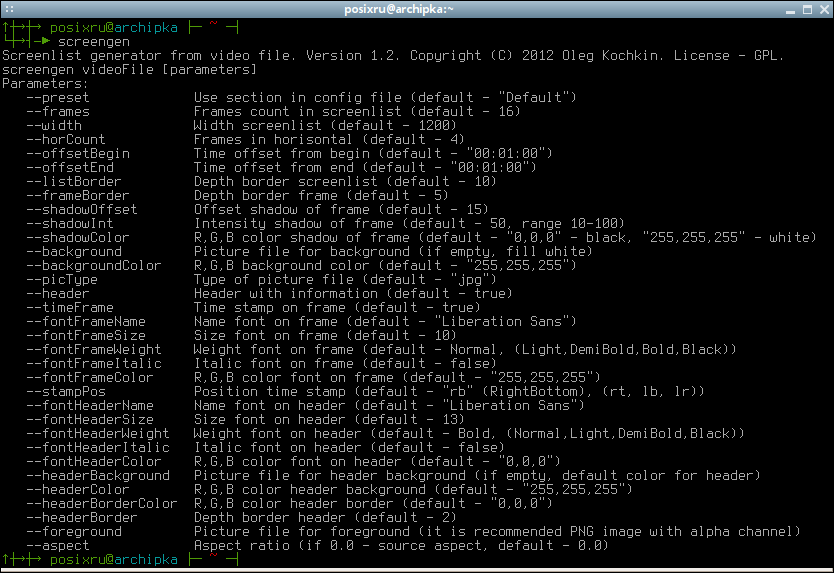 posixru@archipka:~
posixru@archipka ~
screengen
Screenlist generator from video file. Version 1.2. Copyright (C) 2012 Oleg Kochkin. License - GPL.
screengen videoFile [parameters]
Parameters:
--preset Use section in config file (default - "Default")
--frames Frames count in screenlist (default - 16)
--width Width screenlist (default - 1200)
--horCount Frames in horisontal (default - 4)
--offsetBegin Time offset from begin (default - "00:01:00")
--offsetEnd Time offset from end (default - "00:01:00")
--listBorder Depth border screenlist (default - 10)
--frameBorder Depth border frame (default - 5)
--shadowOffset Offset shadow of frame (default - 15)
--shadowInt Intensity shadow of frame (default - 50, range 10-100)
--shadowColor R,G,B color shadow of frame (default - "0,0,0" - black, "255,255,255" - white)
--background Picture file for background (if empty, fill white)
--backgroundColor R,G,B background color (default - "255,255,255")
--picType Type of picture file (default - "jpg")
--header Header with information (default - true)
--timeFrame Time stamp on frame (default - true)
--fontFrameName Name font on frame (default - "Liberation Sans")
--fontFrameSize Size font on frame (default - 10)
--fontFrameWeight Weight font on frame (default - Normal, (Light,DemiBold,Bold,Black))
--fontFrameItalic Italic font on frame (default - false)
--fontFrameColor R,G,B color font on frame (default - "255,255,255")
--stampPos Position time stamp (default - "rb" (RightBottom), (rt, lb, lr))
--fontHeaderName Name font on header (default - "Liberation Sans")
--fontHeaderSize Size font on header (default - 13)
--fontHeaderWeight Weight font on header (default - Bold, (Normal,Light,DemiBold,Black))
--fontHeaderItalic Italic font on header (default - false)
--fontHeaderColor R,G,B color font on header (default - "0,0,0")
--headerBackground Picture file for header background (if empty, default color for header)
--headerColor R,G,B color header background (default - "255,255,255")
--headerBorderColor R,G,B color header border (default - "0,0,0")
--headerBorder Depth border header (default - 2)
--foreground Picture file for foreground (it is recommended PNG image with alpha channel)
--aspect Aspect ratio (if 0.0 - source aspect, default - 0.0)
posixru@archipka ~